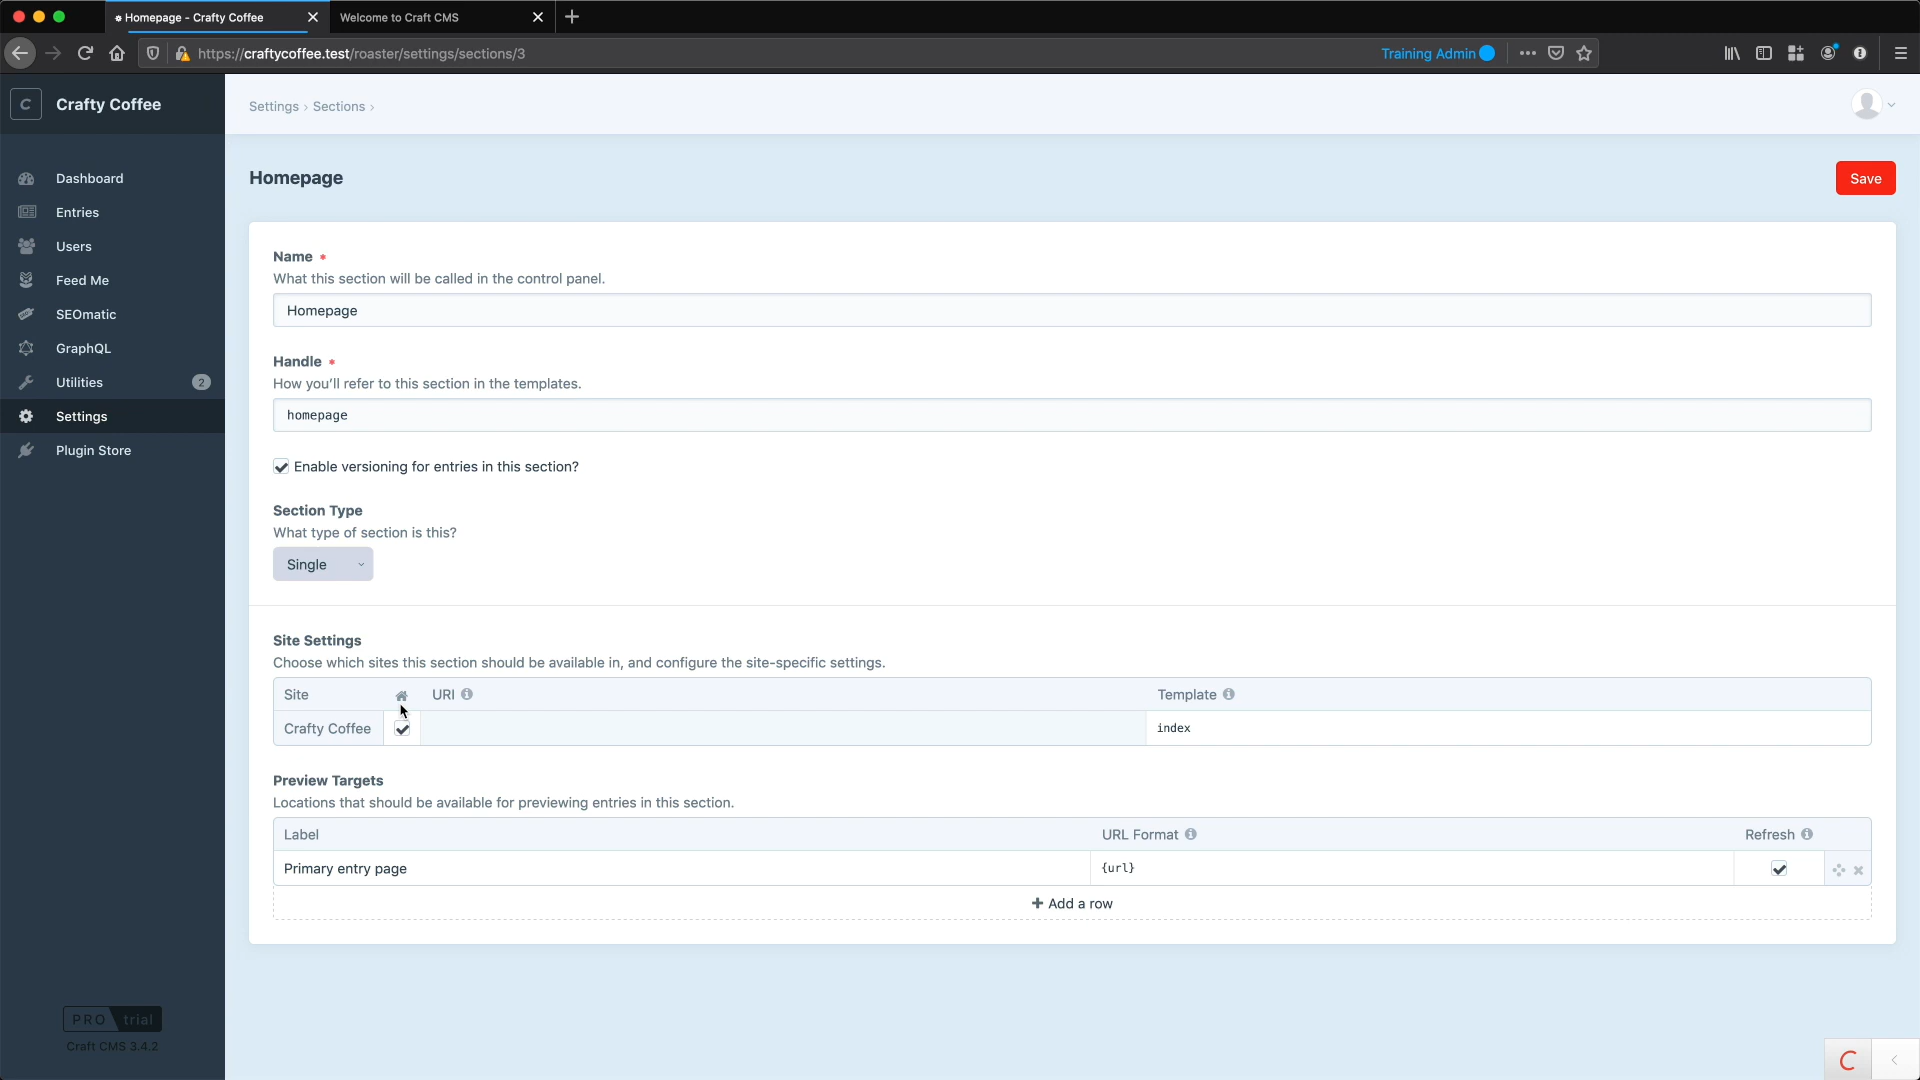 Homepage - Crafty Coffee
Welcome to Craft CMS
https://craftycoffee.test/roaster/settings/sections/3
Training Admin
C
Crafty Coffee
Settings › Sections ›
Dashboard
Entries
Users
Feed Me
SEOmatic
GraphQL
Utilities
2
Settings
Plugin Store
Homepage
Save
Name *
What this section will be called in the control panel.
Homepage
Handle *
How you’ll refer to this section in the templates.
homepage
Enable versioning for entries in this section?
Section Type
What type of section is this?
Single
Site Settings
Choose which sites this section should be available in, and configure the site-specific settings.
Site URI Template
Crafty Coffee index
Preview Targets
Locations that should be available for previewing entries in this section.
Label URL Format Refresh
Primary entry page {url}
+ Add a row
PRO trial
Craft CMS 3.4.2